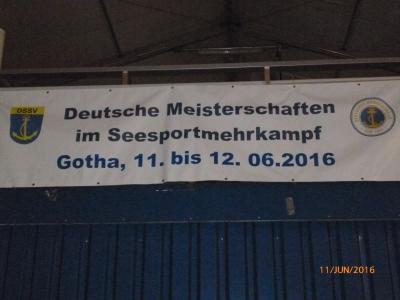 DSSV
Deutsche Meisterschaften
im Seesportmehrkampf
Gotha, 11. bis 12. 06.2016
11/JUN/2016